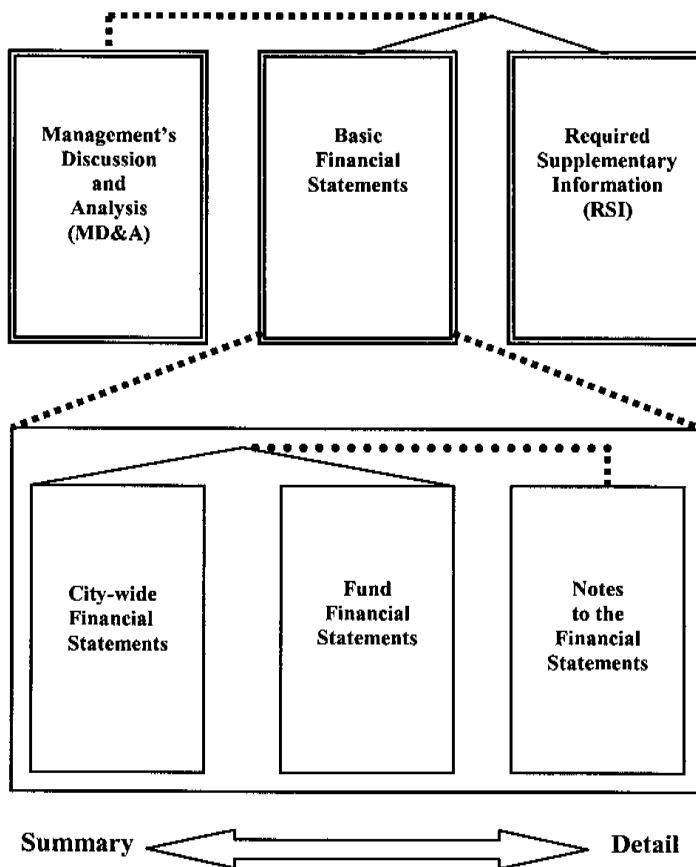 Management's
Discussion
and
Analysis
(MD&A)
Basic
Financial
Statements
Required
Supplementary
Information
(RSI)
City-wide
Financial
Statements
Fund
Financial
Statements
Notes
to the
Financial
Statements
Summary
Detail